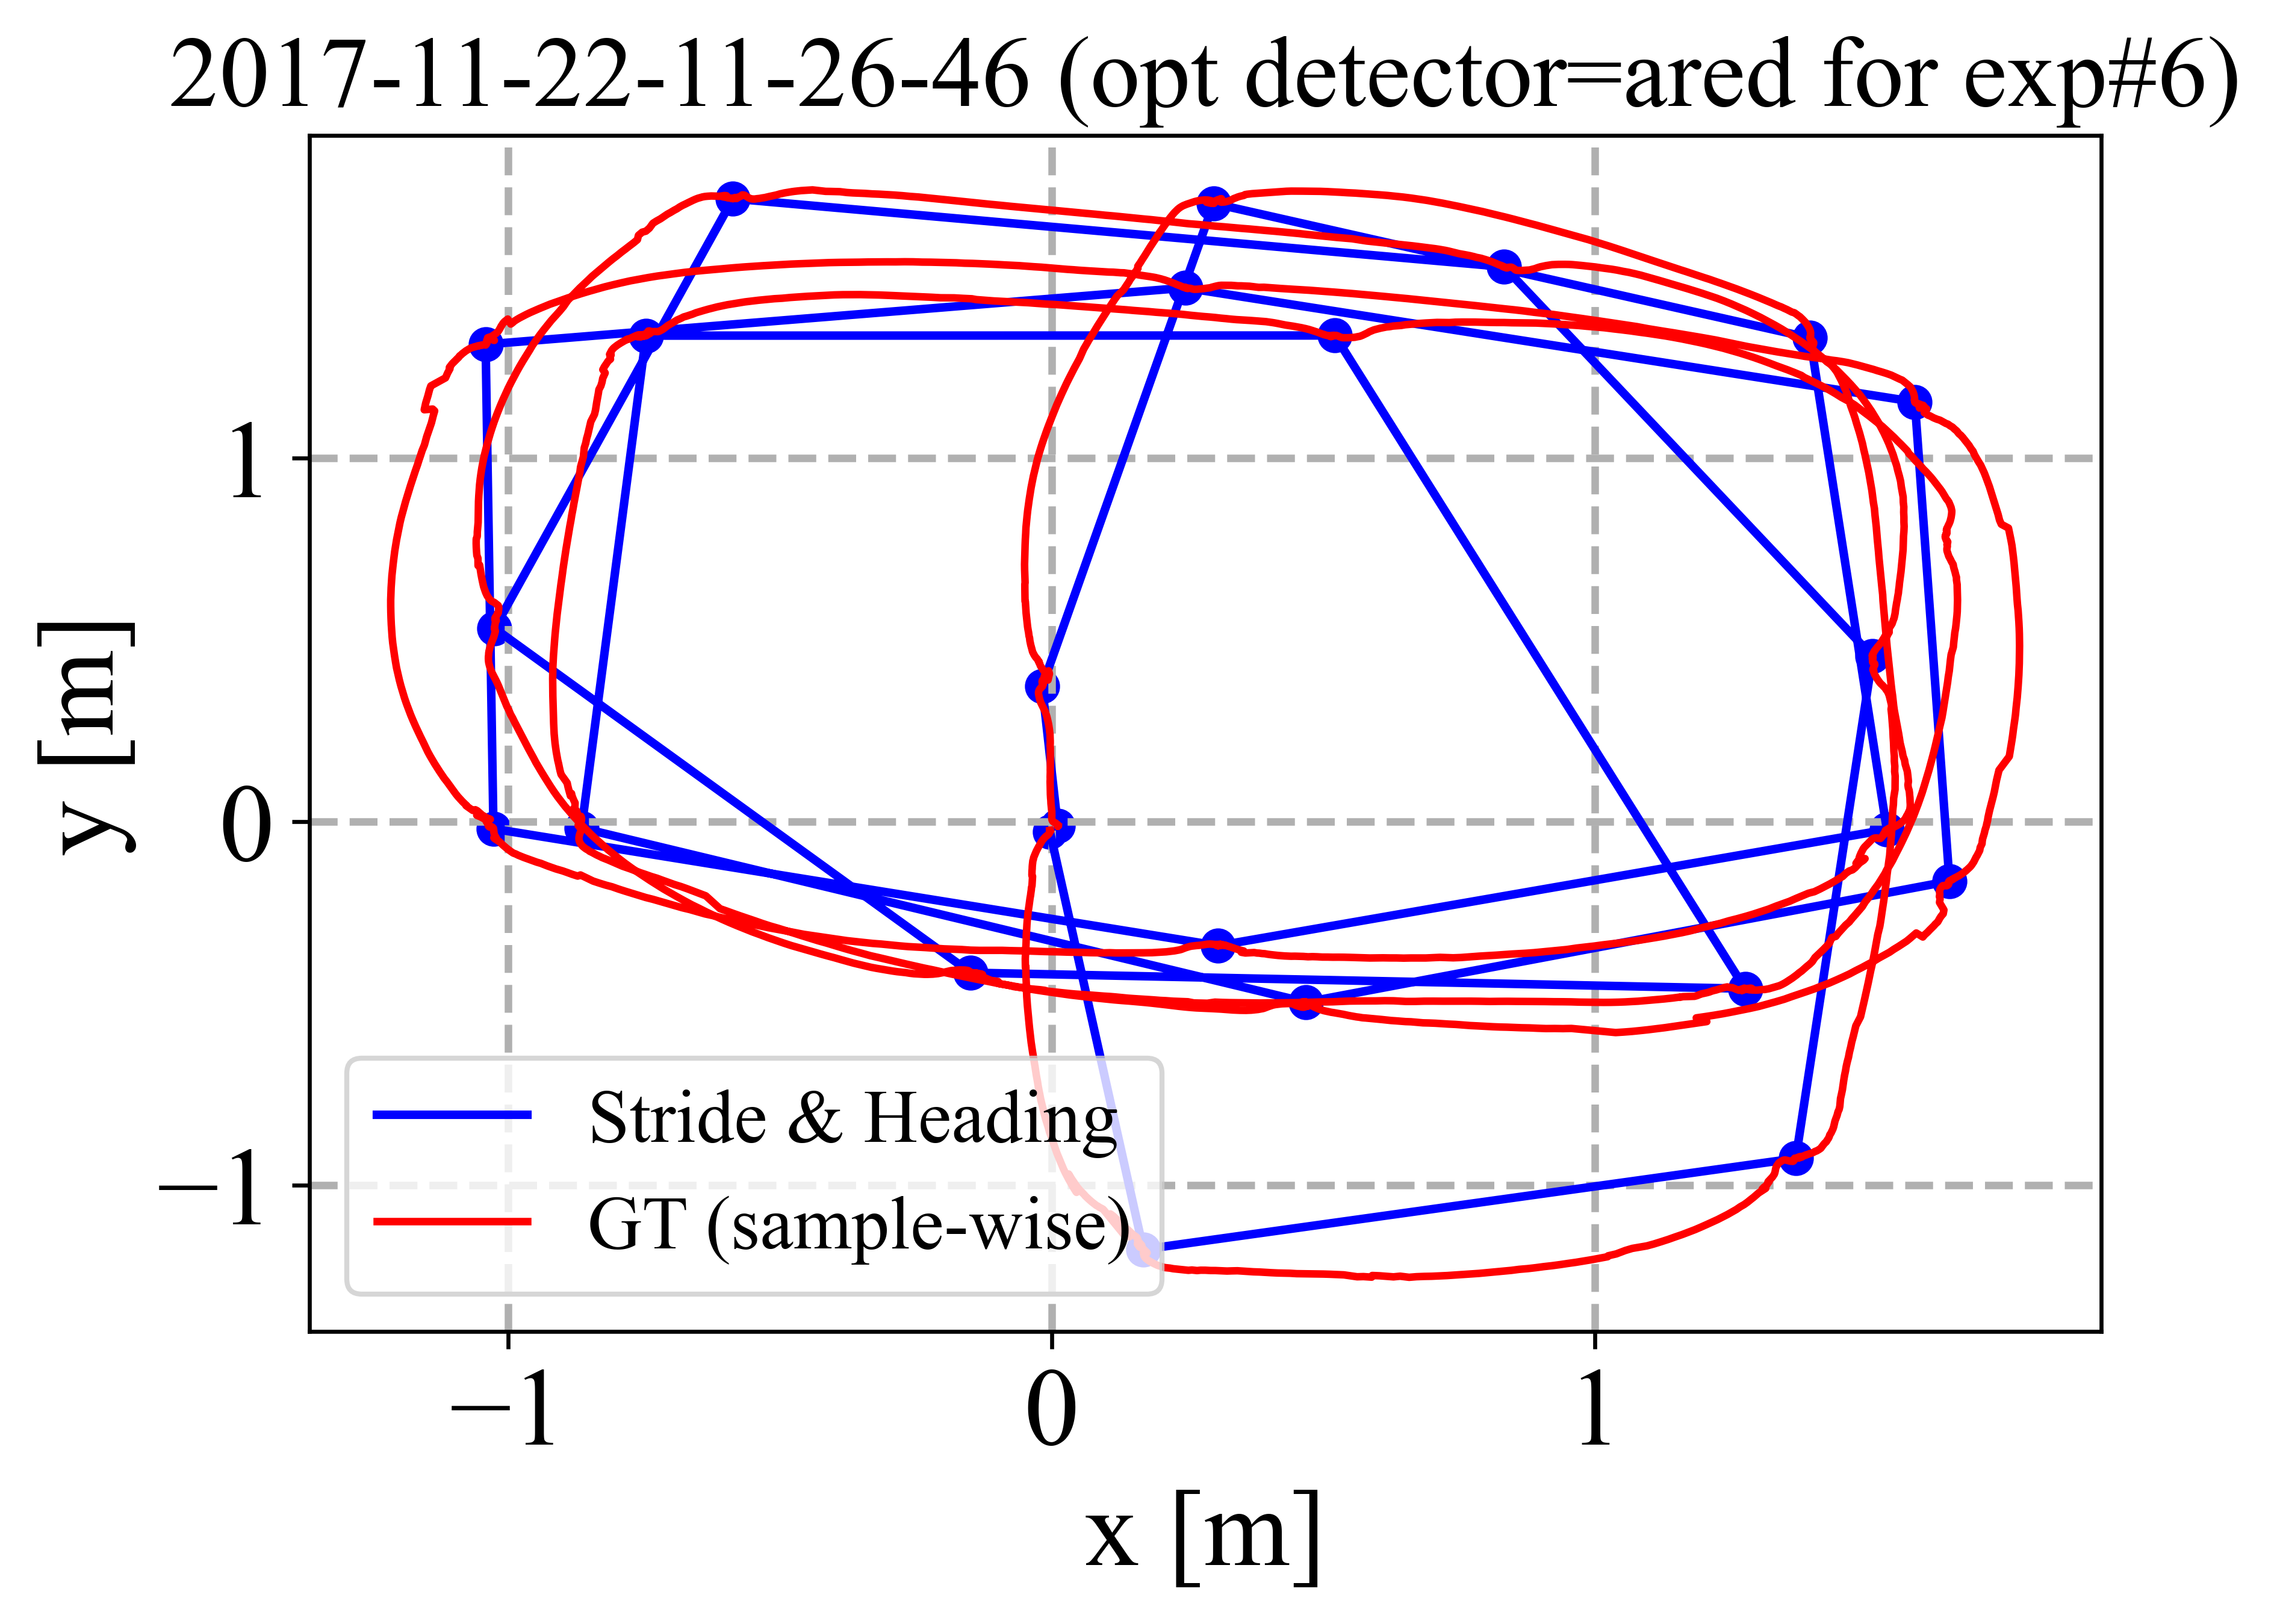 2017-11-22-11-26-46 (opt detector=ared for exp#6)
y [m]
1
0
−1
Stride & Heading
GT (sample-wise)
−1
0
1
x [m]